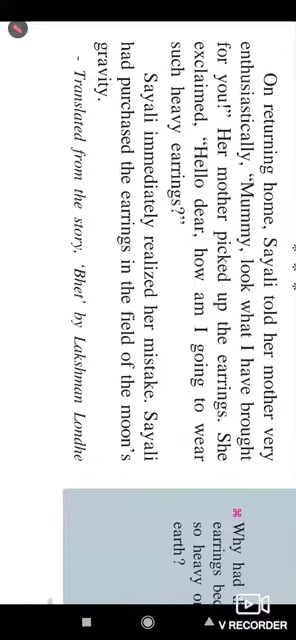 * * *
On returning home, Sayali told her mother very
enthusiastically, “Mummy, look what I have brought
for you!” Her mother picked up the earrings. She
exclaimed, “Hello dear, how am I going to wear
such heavy earrings?”
Sayali immediately realized her mistake. Sayali
had purchased the earrings in the field of the moon’s
gravity.
- Translated from the story, ‘Bhet’ by Lakshman Londhe
⌘ Why had
earrings
so heavy
earth?
V RECORDER